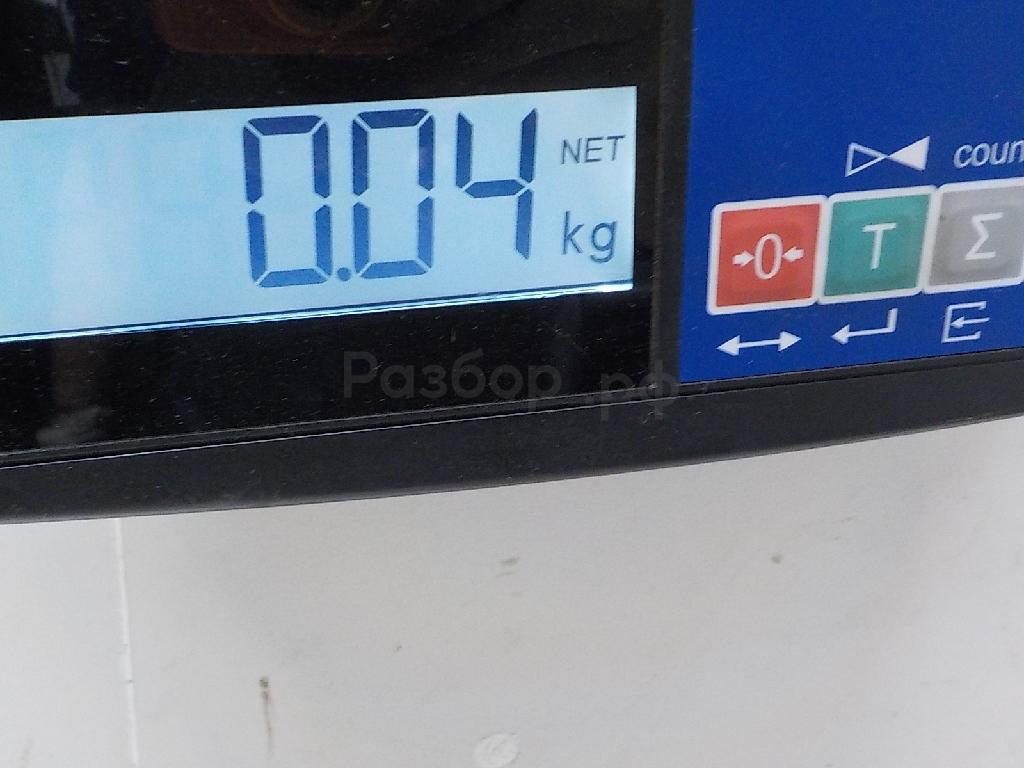 0.04 NET
kg
coun
→0← T Σ
Разбор.рф